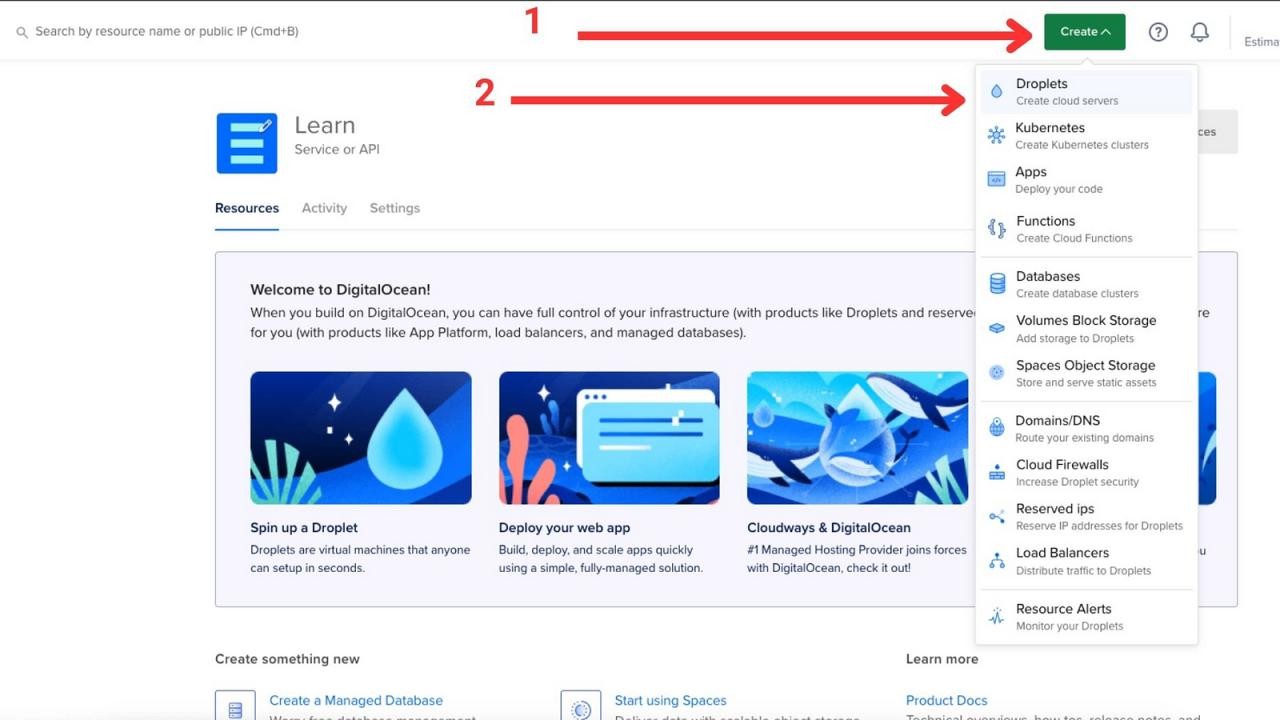 1
Search by resource name or public IP (Cmd+B)
Create
2
Droplets
Create cloud servers
Kubernetes
Create Kubernetes clusters
Apps
Deploy your code
Functions
Create Cloud Functions
Databases
Create database clusters
Volumes Block Storage
Add storage to Droplets
Spaces Object Storage
Store and serve static assets
Domains/DNS
Route your existing domains
Cloud Firewalls
Increase Droplet security
Reserved ips
Reserve IP addresses for Droplets
Load Balancers
Distribute traffic to Droplets
Resource Alerts
Monitor your Droplets
Learn
Service or API
Resources Activity Settings
Welcome to DigitalOcean!
When you build on DigitalOcean, you can have full control of your infrastructure (with products like Droplets and
for you (with products like App Platform, load balancers, and managed databases).
Spin up a Droplet
Droplets are virtual machines that anyone
can setup in seconds.
Deploy your web app
Build, deploy, and scale apps quickly
using a simple, fully-managed solution.
Cloudways & DigitalOcean
#1 Managed Hosting Provider joins forces
with DigitalOcean, check it out!
Create something new
Create a Managed Database
Start using Spaces
Learn more
Product Docs